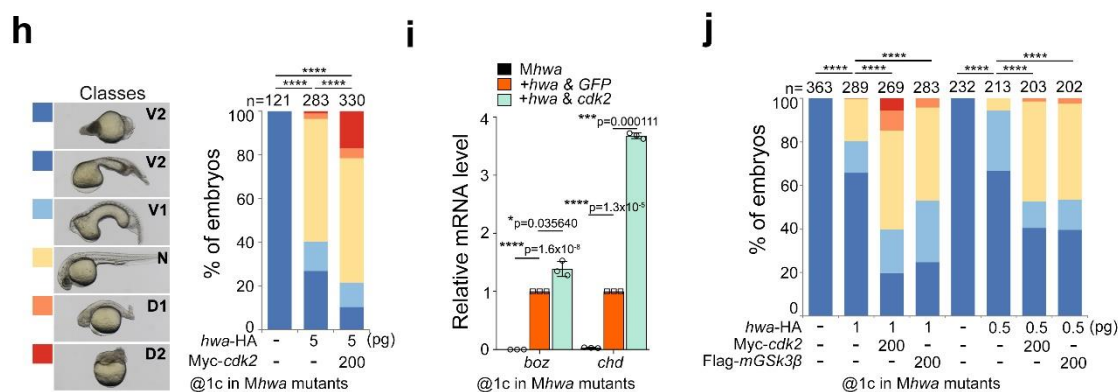 h
Classes
V2
V2
V1
N
D1
D2
****
**** ****
n= 121 283 330
% of embryos
100
80
60
40
20
0
hwa-HA - 5 5 (pg)
Myc-cdk2 - - 200
@1c in Mhwa mutants
i
Mhwa
+hwa & GFP
+hwa & cdk2
Relative mRNA level
4
3
2
1
0
***p=0.000111
****p=1.3x10-5
*p=0.035640
****p=1.6x10-8
boz chd
@1c in Mhwa mutants
j
**** ****
**** **** **** ****
n= 363 289 269 283 232 213 203 202
% of embryos
100
80
60
40
20
0
hwa-HA - 1 1 1 - 0.5 0.5 0.5 (pg)
Myc-cdk2 - - 200 - - - 200 -
Flag-mGSk3β - - - 200 - - - 200
@1c in Mhwa mutants